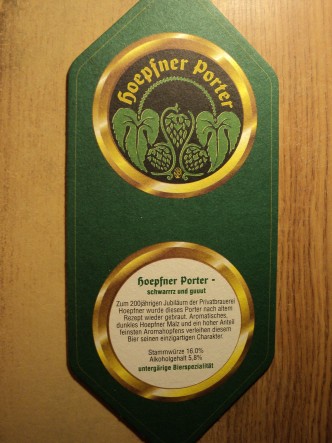 Hoepfner Porter
Hoepfner Porter -
schwarrrz und guuut
Zum 200jährigen Jubiläum der Privatbrauerei
Hoepfner wurde dieses Porter nach altem
Rezept wieder gebraut. Aromatisches,
dunkles Hoepfner Malz und ein hoher Anteil
feinsten Aromahopfens verleihen diesem
Bier seinen einzigartigen Charakter.
Stammwürze 16.0%
Alkoholgehalt 5,8%
untergärige Bierspezialität